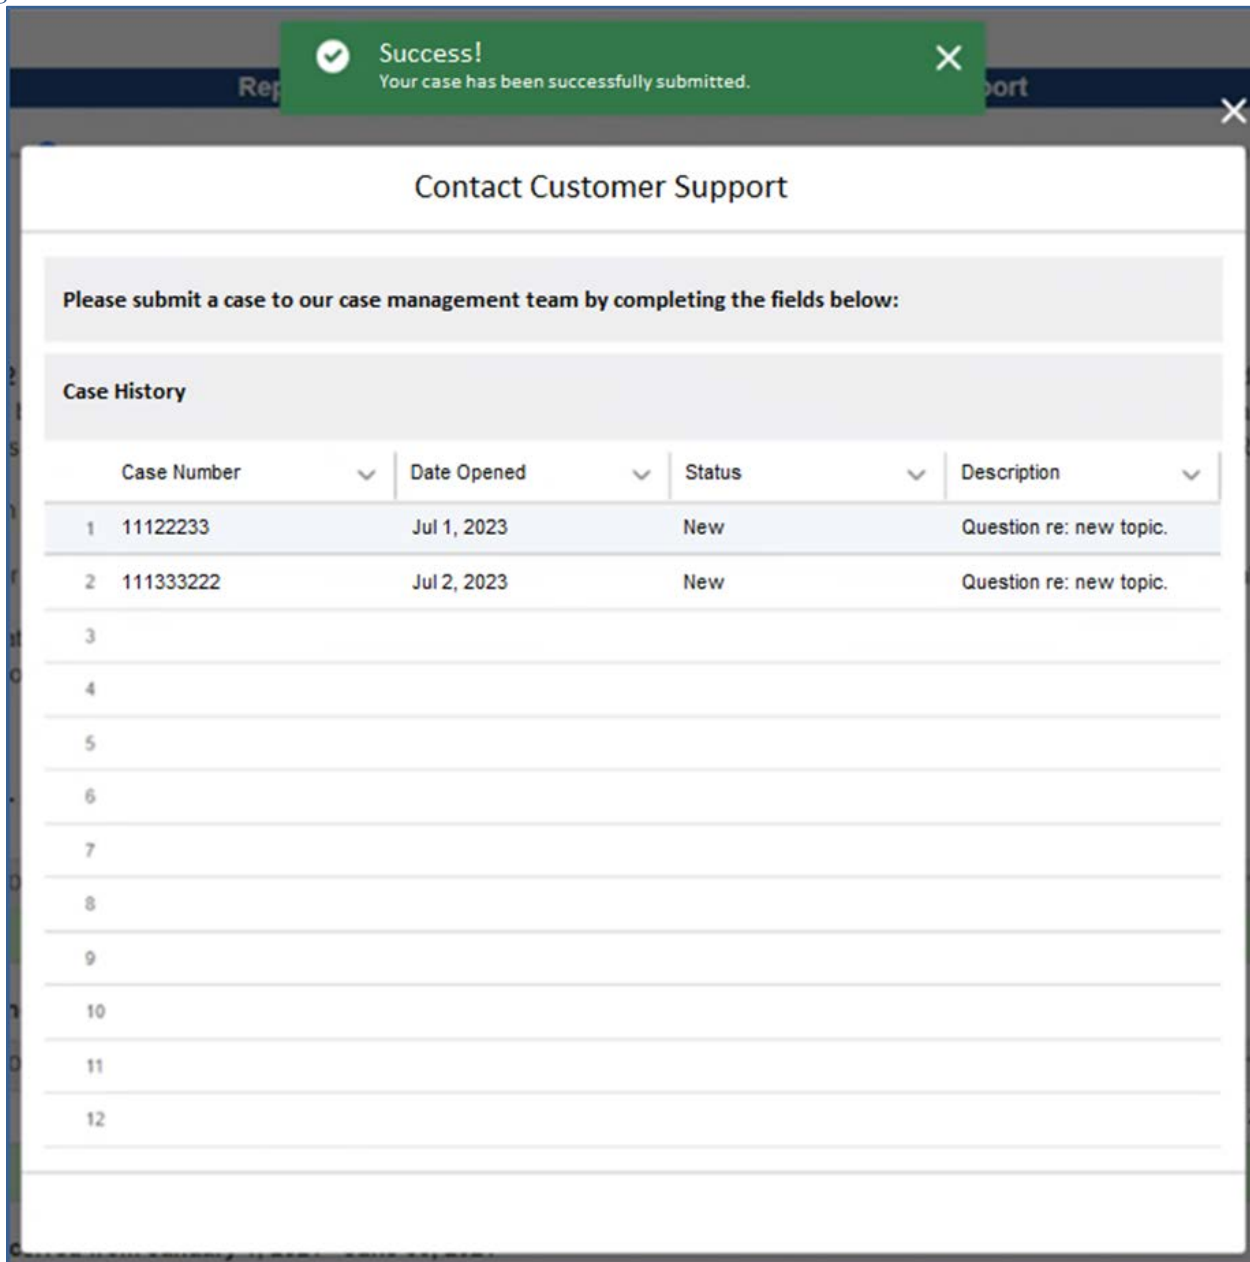 Success!
Your case has been successfully submitted.
Contact Customer Support
Please submit a case to our case management team by completing the fields below:
Case History
Case Number Date Opened Status Description
1 11122233 Jul 1, 2023 New Question re: new topic.
2 111333222 Jul 2, 2023 New Question re: new topic.
3
4
5
6
7
8
9
10
11
12